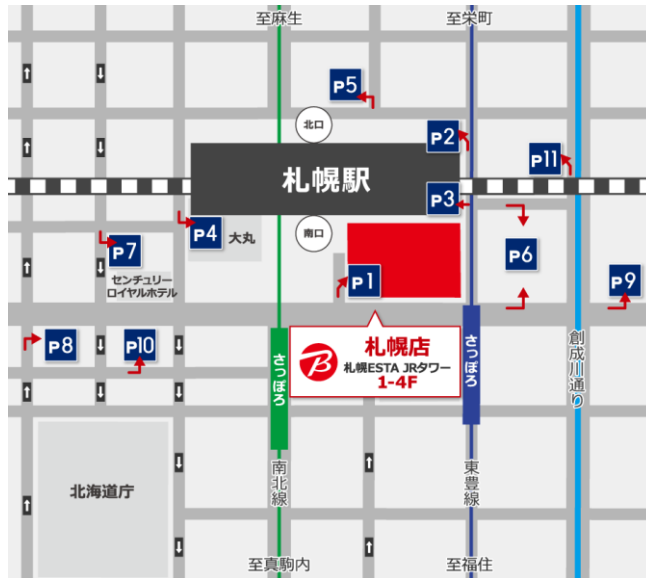 至麻生
至栄町
P5
北口
P2
P11
札幌駅
P3
P4
大丸
南口
P7
P6
センチュリー
ロイヤルホテル
P1
P9
P8
P10
B
札幌店
札幌ESTA JRタワー
1-4F
さっぽろ
さっぽろ
創成川通り
北海道庁
南北線
東豊線
至真駒内
至福住